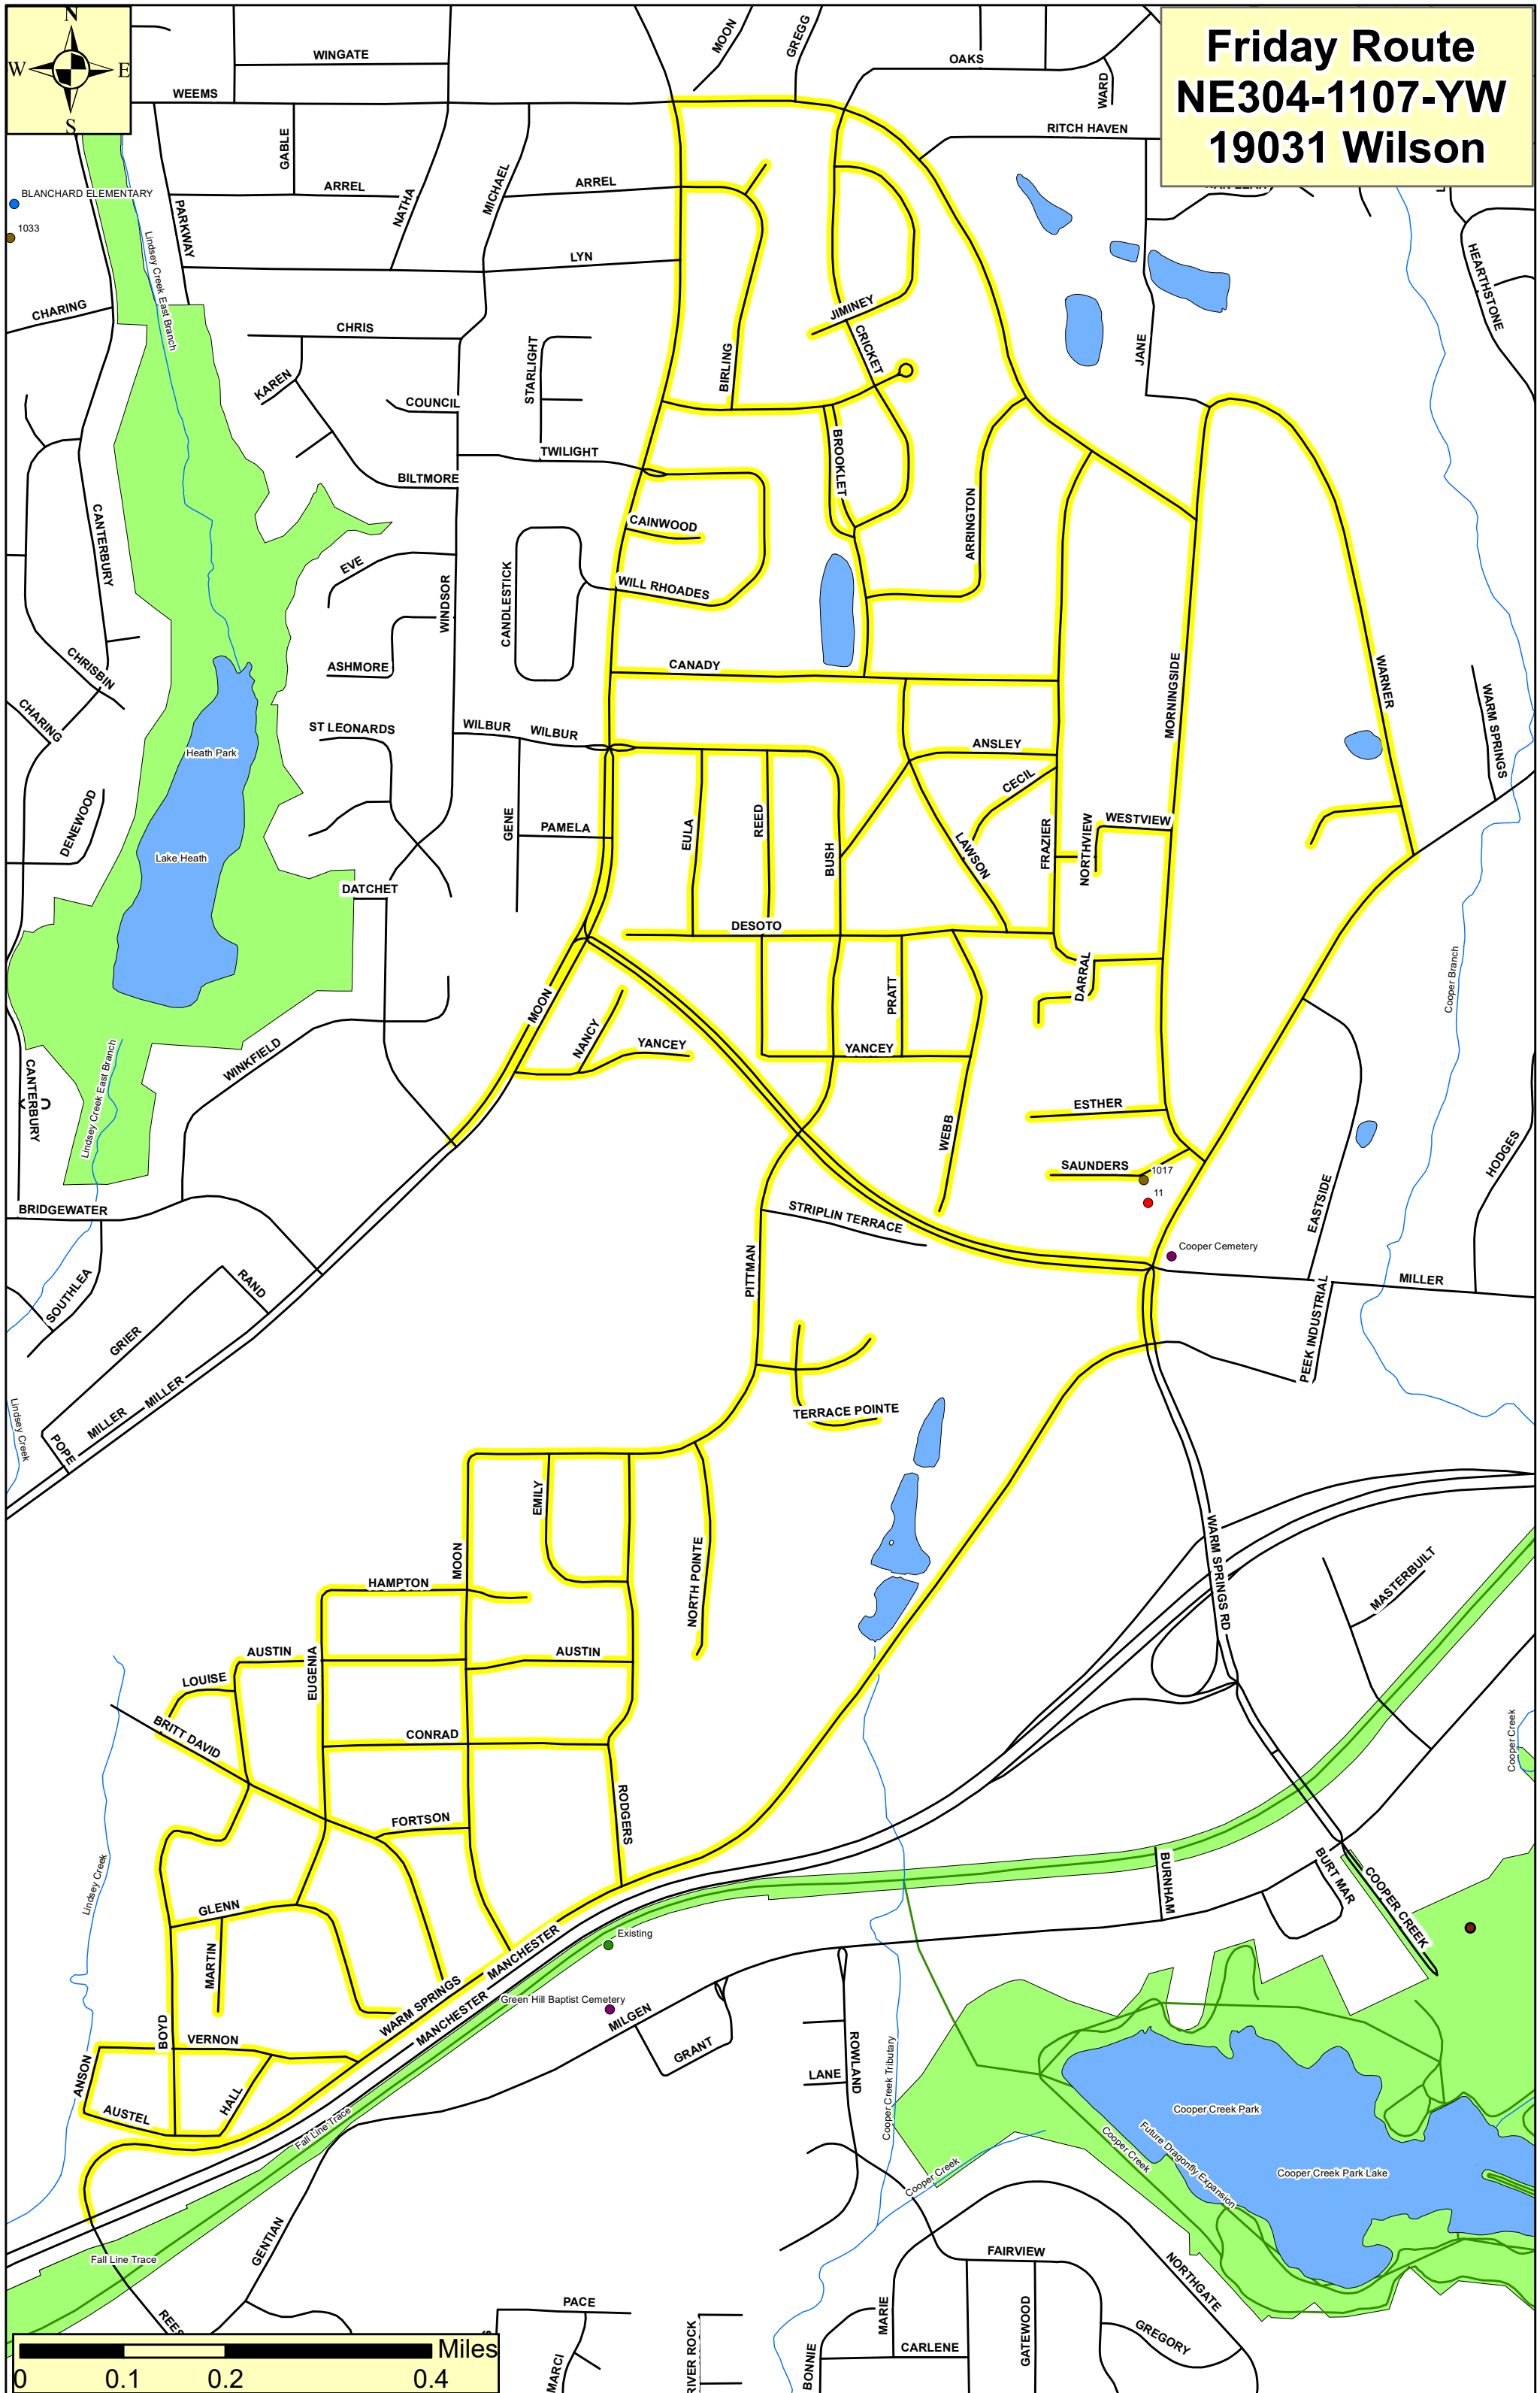 Friday Route
NE304-1107-YW
19031 Wilson
N
W
E
S
WINGATE
WEEMS
MOON
GREGG
OAKS
WARD
RITCH HAVEN
GABLE
ARREL
NATHA
MICHAEL
ARREL
BLANCHARD ELEMENTARY
1033
PARKWAY
Lindsey Creek East Branch
LYN
CHARING
CHRIS
STARLIGHT
KAREN
COUNCIL
BIRLING
JIMINEY
CRICKET
JANE
HEARTHSTONE
TWILIGHT
BILTMORE
BROOKLET
CANTERBURY
CAINWOOD
ARRINGTON
EVE
WINDSOR
CANDLESTICK
WILL RHOADES
CHRISBIN
ASHMORE
CANADY
MORNINGSIDE
WARNER
WARM SPRINGS
CHARING
ST LEONARDS
WILBUR
WILBUR
Heath Park
ANSLEY
CECIL
DENEWOOD
GENE
PAMELA
EULA
REED
BUSH
LAWSON
FRAZIER
NORTHVIEW
WESTVIEW
Lake Heath
DATCHET
DESOTO
PRATT
DARRAL
Cooper Branch
MOON
NANCY
YANCEY
YANCEY
WINKFIELD
CANTERBURY
Lindsey Creek East Branch
ESTHER
WEBB
SAUNDERS
1017
11
HODGES
BRIDGEWATER
STRIPLIN TERRACE
EASTSIDE
Cooper Cemetery
SOUTHLEA
RAND
PITTMAN
MILLER
GRIER
PEEK INDUSTRIAL
MILLER
MILLER
POPE
Lindsey Creek
TERRACE POINTE
EMILY
MOON
NORTH POINTE
WARM SPRINGS RD
MASTERBUILT
HAMPTON
AUSTIN
AUSTIN
EUGENIA
LOUISE
BRITT DAVID
CONRAD
Cooper Creek
RODGERS
FORTSON
Lindsey Creek
BURNHAM
BURT MAR
COOPER CREEK
GLENN
MARTIN
MANCHESTER
Existing
WARM SPRINGS
MANCHESTER
Green Hill Baptist Cemetery
MILGEN
BOYD
VERNON
GRANT
ROWLAND
LANE
Cooper Creek Tributary
ANSON
HALL
AUSTEL
Fall Line Trace
Cooper Creek Park
Cooper Creek
Future Dragonfly Expansion
Cooper Creek Park Lake
Cooper Creek
GENTIAN
Fall Line Trace
FAIRVIEW
NORTHGATE
PACE
MARIE
GATEWOOD
GREGORY
CARLENE
RIVER ROCK
BONNIE
MARCI
Miles
0
0.1
0.2
0.4